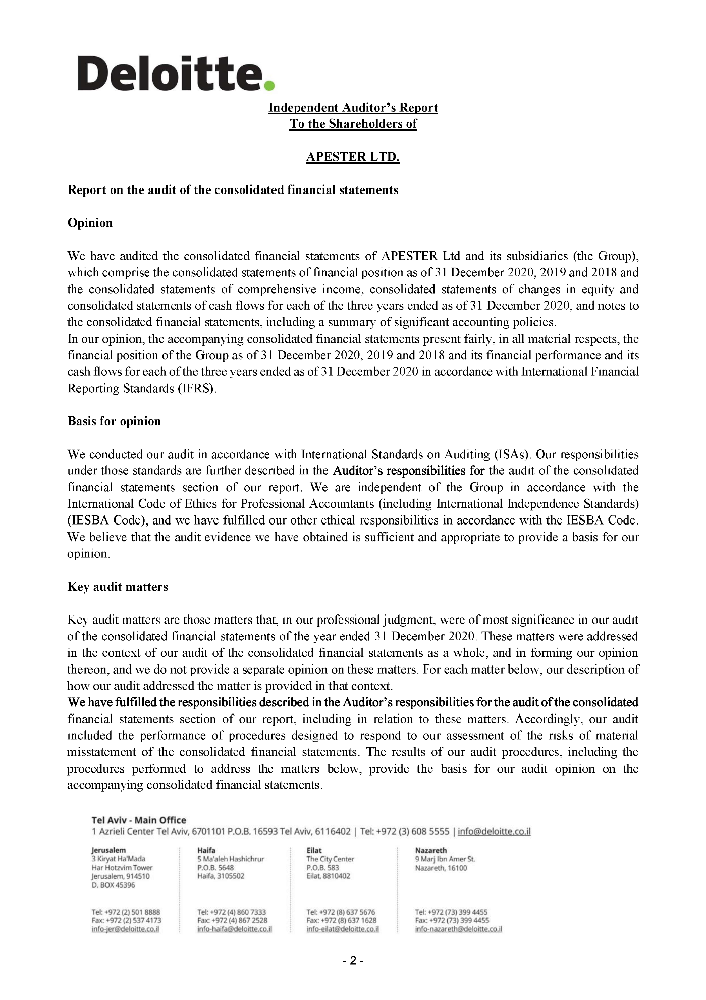 Deloitte.
Independent Auditor’s Report
To the Shareholders of
APESTER LTD.
Report on the audit of the consolidated financial statements
Opinion
We have audited the consolidated financial statements of APESTER Ltd and its subsidiaries (the Group),
which comprise the consolidated statements of financial position as of 31 December 2020, 2019 and 2018 and
the consolidated statements of comprehensive income, consolidated statements of changes in equity and
consolidated statements of cash flows for each of the three years ended as of 31 December 2020, and notes to
the consolidated financial statements, including a summary of significant accounting policies.
In our opinion, the accompanying consolidated financial statements present fairly, in all material respects, the
financial position of the Group as of 31 December 2020, 2019 and 2018 and its financial performance and its
cash flows for each of the three years ended as of 31 December 2020 in accordance with International Financial
Reporting Standards (IFRS).
Basis for opinion
We conducted our audit in accordance with International Standards on Auditing (ISAs). Our responsibilities
under those standards are further described in the Auditor’s responsibilities for the audit of the consolidated
financial statements section of our report. We are independent of the Group in accordance with the
International Code of Ethics for Professional Accountants (including International Independence Standards)
(IESBA Code), and we have fulfilled our other ethical responsibilities in accordance with the IESBA Code.
We believe that the audit evidence we have obtained is sufficient and appropriate to provide a basis for our
opinion.
Key audit matters
Key audit matters are those matters that, in our professional judgment, were of most significance in our audit
of the consolidated financial statements of the year ended 31 December 2020. These matters were addressed
in the context of our audit of the consolidated financial statements as a whole, and in forming our opinion
thereon, and we do not provide a separate opinion on these matters. For each matter below, our description of
how our audit addressed the matter is provided in that context.
We have fulfilled the responsibilities described in the Auditor’s responsibilities for the audit of the consolidated
financial statements section of our report, including in relation to these matters. Accordingly, our audit
included the performance of procedures designed to respond to our assessment of the risks of material
misstatement of the consolidated financial statements. The results of our audit procedures, including the
procedures performed to address the matters below, provide the basis for our audit opinion on the
accompanying consolidated financial statements.
Tel Aviv - Main Office
1 Azrieli Center Tel Aviv, 6701101 P.O.B. 16593 Tel Aviv, 6116402 | Tel: +972 (3) 608 5555 | info@deloitte.co.il
Jerusalem
3 Kiryat Ha'Mada
Har Hotzvim Tower
Jerusalem, 914510
D. BOX 45396
Tel: +972 (2) 501 8888
Fax: +972 (2) 537 4173
info-jer@deloitte.co.il
Haifa
5 Ma'aleh Hashichrur
P.O.B. 5648
Haifa, 3105502
Tel: +972 (4) 860 7333
Fax: +972 (4) 867 2528
info-haifa@deloitte.co.il
Eilat
The City Center
P.O.B. 583
Eilat, 8810402
Tel: +972 (8) 637 5676
Fax: +972 (8) 637 1628
info-eilat@deloitte.co.il
Nazareth
9 Marj Ibn Amer St.
Nazareth, 16100
Tel: +972 (73) 399 4455
Fax: +972 (73) 399 4455
info-nazareth@deloitte.co.il
- 2 -